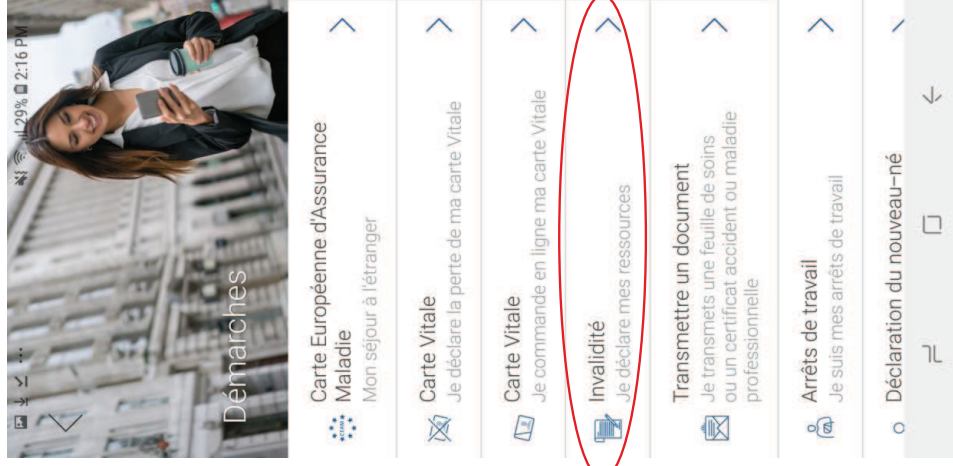 29% 2:16 PM
Démarches
Carte Européenne d'Assurance
Maladie
Mon séjour à l'étranger
Carte Vitale
Je déclare la perte de ma carte Vitale
Carte Vitale
Je commande en ligne ma carte Vitale
Invalidité
Je déclare mes ressources
Transmettre un document
Je transmets une feuille de soins
ou un certificat accident ou maladie
professionnelle
Arrêts de travail
Je suis mes arrêts de travail
Déclaration du nouveau-né